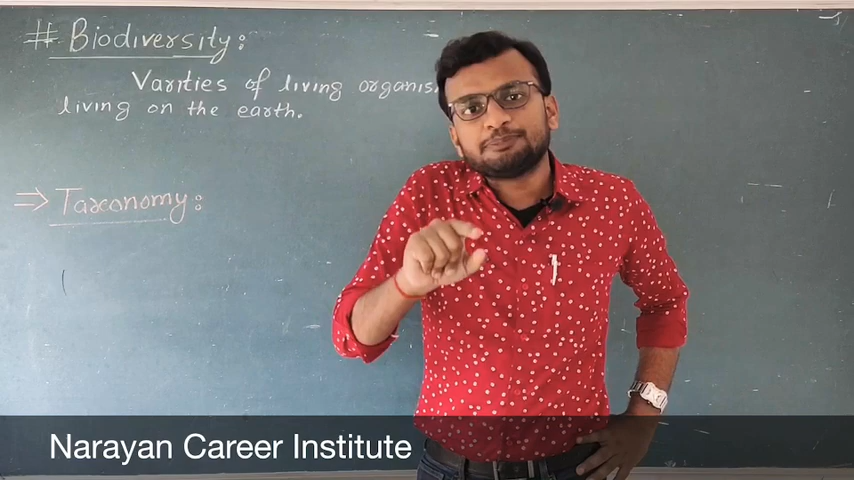 # Biodiversity:
Varities of living organis
living on the earth.
⇒ Taxonomy:
Narayan Career Institute